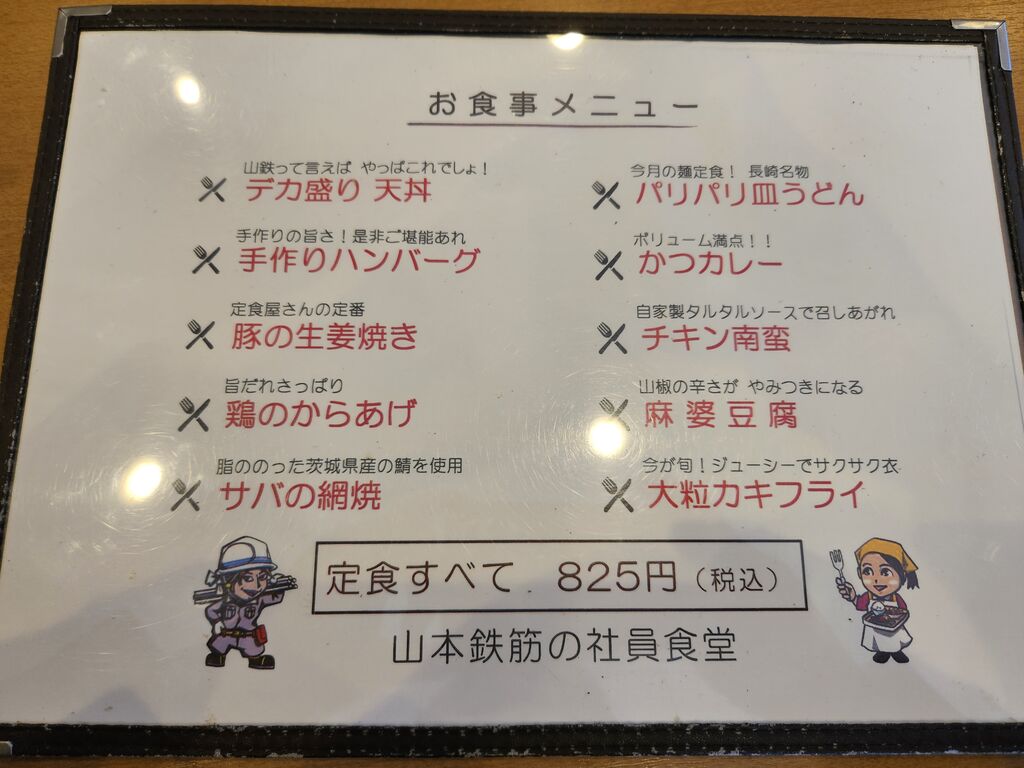 お食事メニュー
山鉄って言えば やっぱこれでしょ！
デカ盛り 天丼
手作りの旨さ！是非ご堪能あれ
手作りハンバーグ
定食屋さんの定番
豚の生姜焼き
旨だれさっぱり
鶏のからあげ
脂ののった茨城県産の鯖を使用
サバの網焼
今月の麺定食！ 長崎名物
パリパリ皿うどん
ボリューム満点！！
かつカレー
自家製タルタルソースで召しあがれ
チキン南蛮
山椒の辛さが やみつきになる
麻婆豆腐
今が旬！ジューシーでサクサク衣
大粒カキフライ
定食すべて 825円（税込）
山本鉄筋の社員食堂